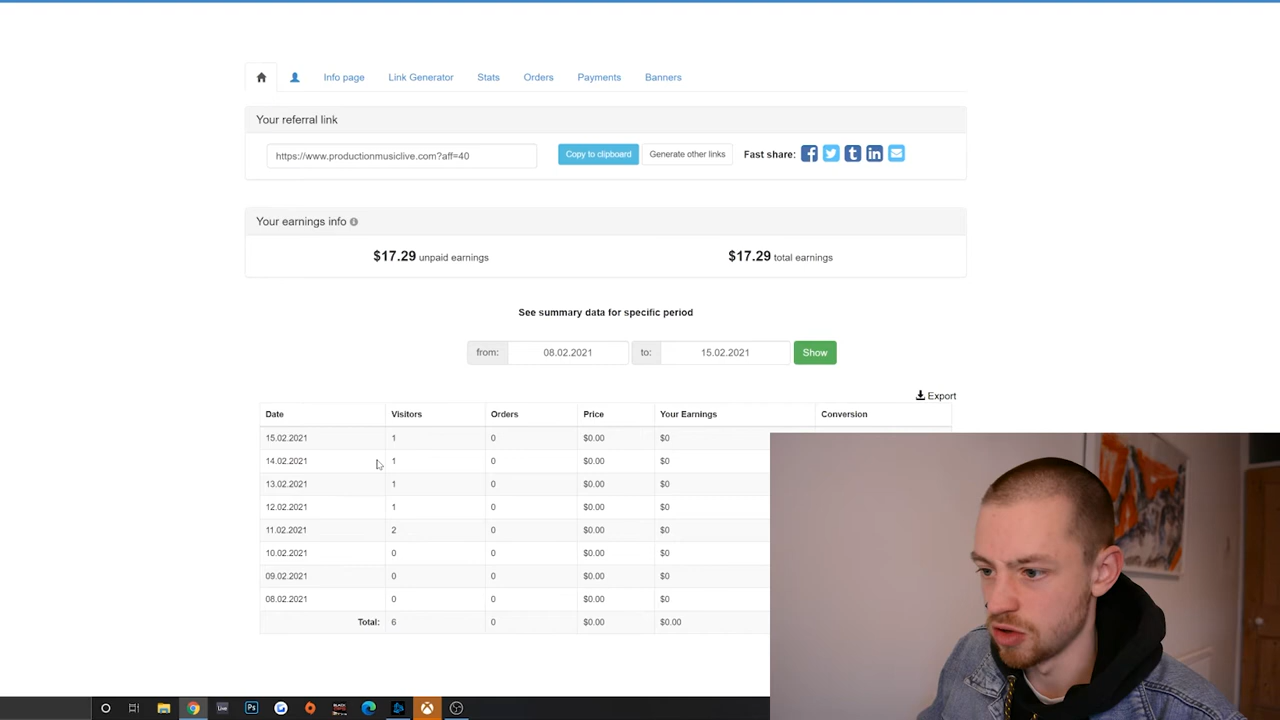 Info page Link Generator Stats Orders Payments Banners
Your referral link
https://www.productionmusiclive.com?aff=40 Copy to clipboard Generate other links Fast share:
Your earnings info
$17.29 unpaid earnings $17.29 total earnings
See summary data for specific period
from: 08.02.2021 to: 15.02.2021 Show
Export
Date Visitors Orders Price Your Earnings Conversion
15.02.2021 1 0 $0.00 $0
14.02.2021 1 0 $0.00 $0
13.02.2021 1 0 $0.00 $0
12.02.2021 1 0 $0.00 $0
11.02.2021 2 0 $0.00 $0
10.02.2021 0 0 $0.00 $0
09.02.2021 0 0 $0.00 $0
08.02.2021 0 0 $0.00 $0
Total: 6 0 $0.00 $0.00
Live Ps